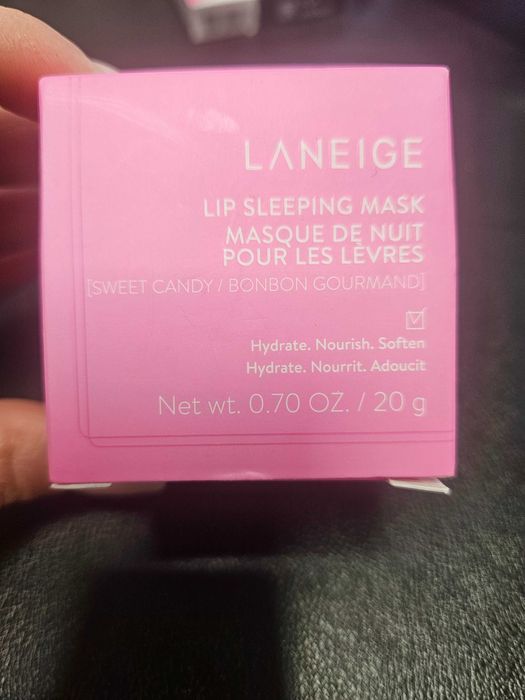 LANEIGE
LIP SLEEPING MASK
MASQUE DE NUIT
POUR LES LÈVRES
[SWEET CANDY / BONBON GOURMAND]
Hydrate. Nourish. Soften
Hydrate. Nourrit. Adoucit
Net wt. 0.70 OZ. / 20 g